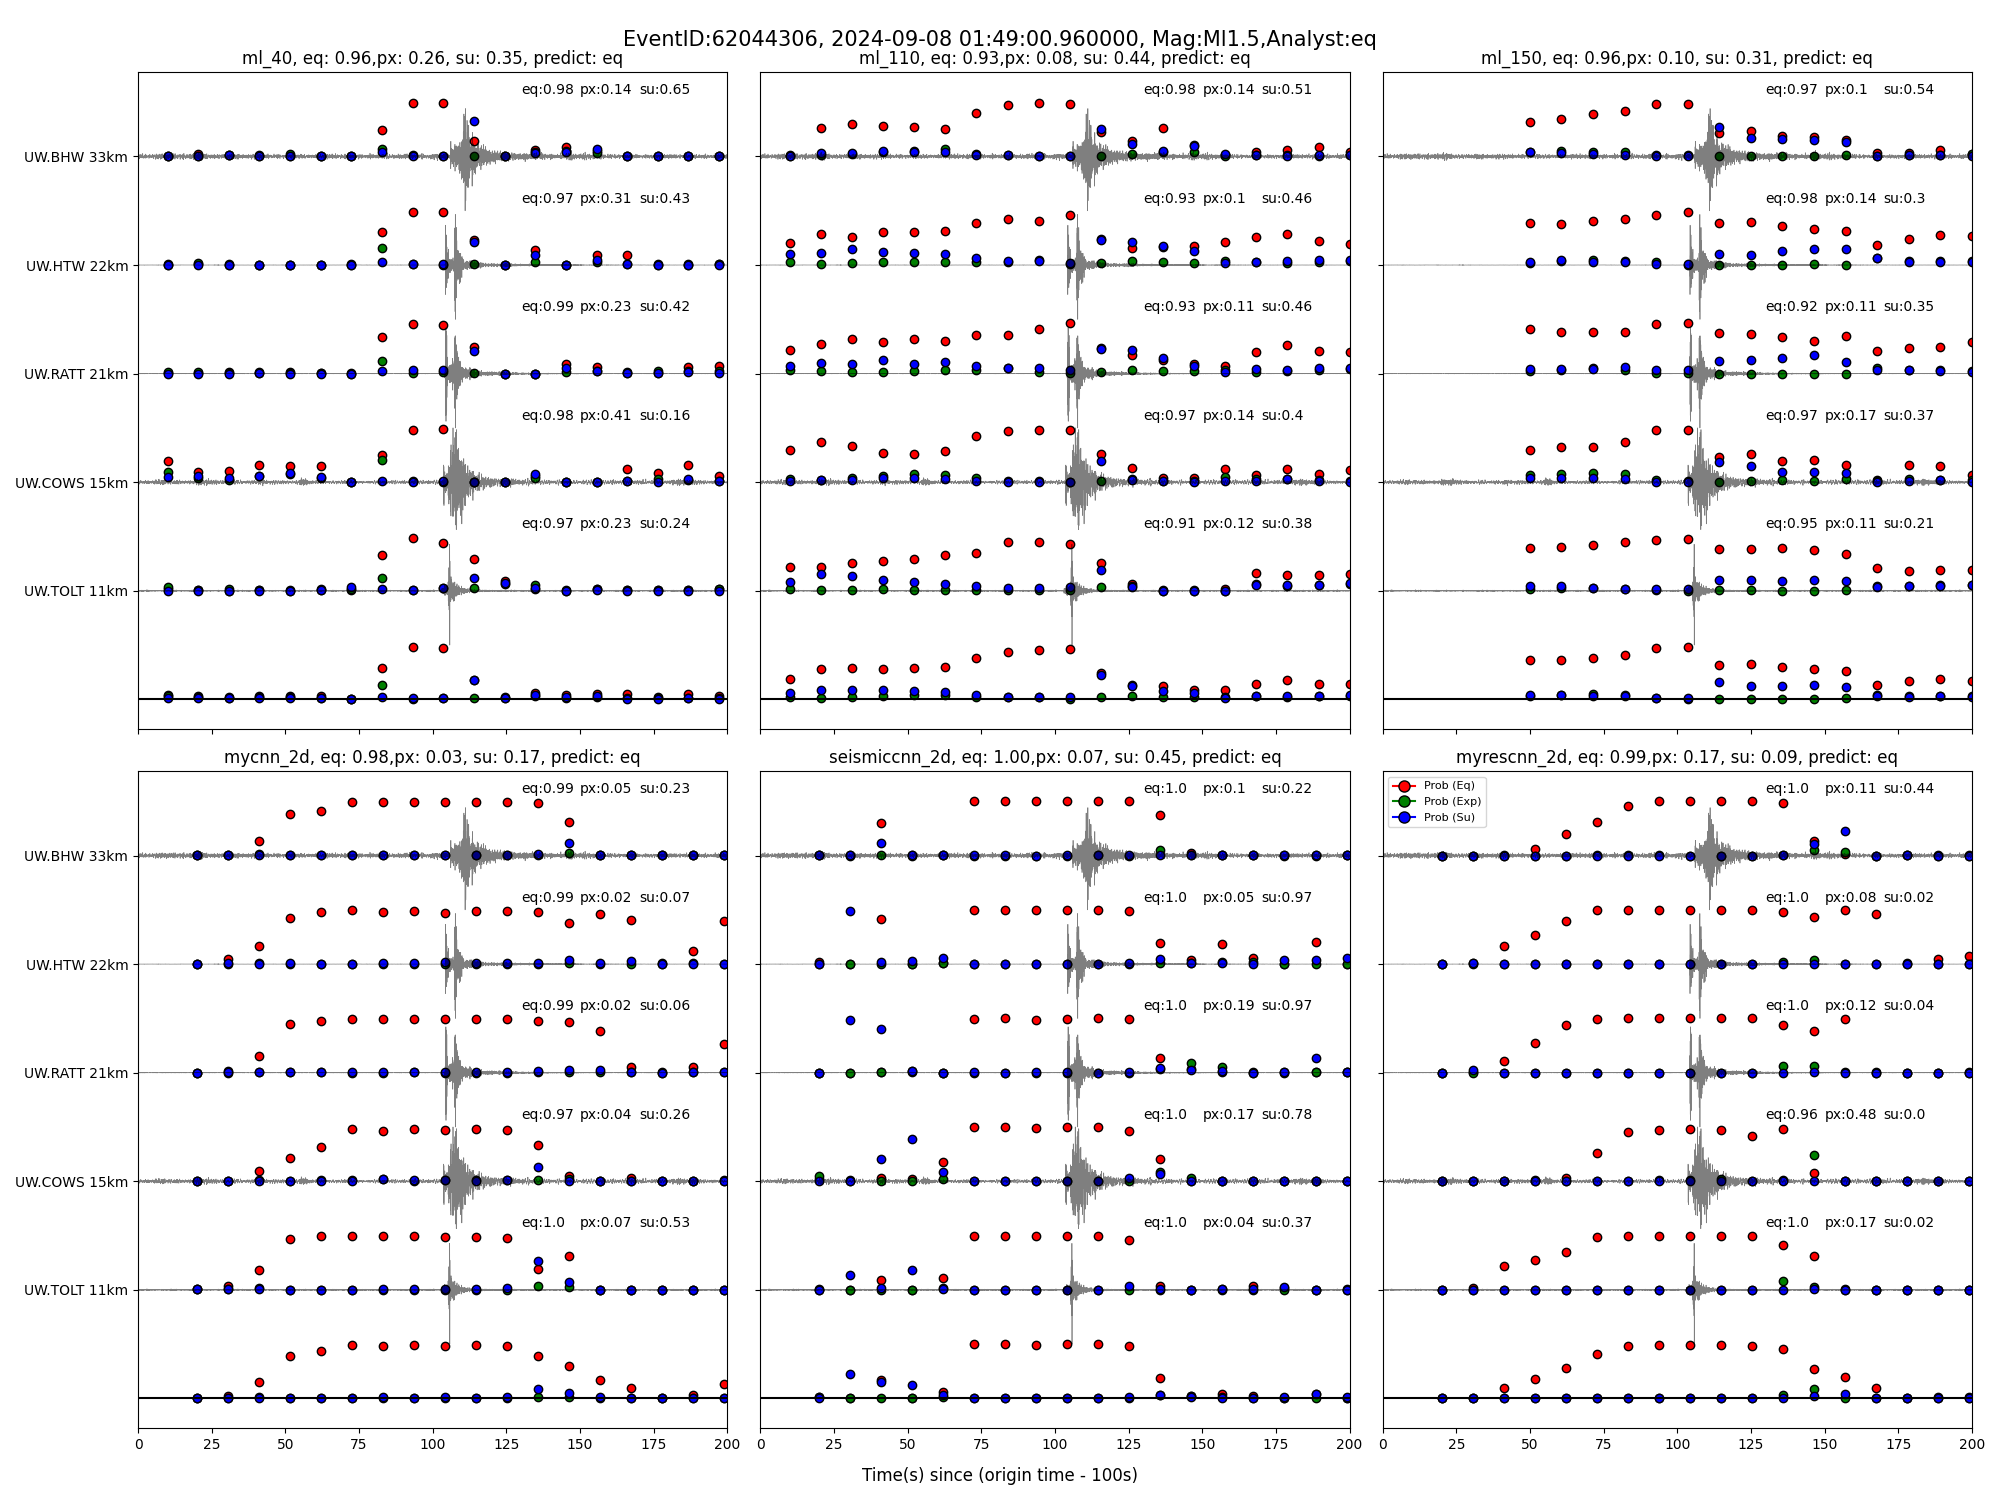 EventID:62044306, 2024-09-08 01:49:00.960000, Mag:Ml1.5,Analyst:eq
ml_40, eq: 0.96,px: 0.26, su: 0.35, predict: eq
UW.BHW 33km
eq:0.98 px:0.14 su:0.65
UW.HTW 22km
eq:0.97 px:0.31 su:0.43
UW.RATT 21km
eq:0.99 px:0.23 su:0.42
UW.COWS 15km
eq:0.98 px:0.41 su:0.16
UW.TOLT 11km
eq:0.97 px:0.23 su:0.24
ml_110, eq: 0.93,px: 0.08, su: 0.44, predict: eq
eq:0.98 px:0.14 su:0.51
eq:0.93 px:0.1 su:0.46
eq:0.93 px:0.11 su:0.46
eq:0.97 px:0.14 su:0.4
eq:0.91 px:0.12 su:0.38
ml_150, eq: 0.96,px: 0.10, su: 0.31, predict: eq
eq:0.97 px:0.1 su:0.54
eq:0.98 px:0.14 su:0.3
eq:0.92 px:0.11 su:0.35
eq:0.97 px:0.17 su:0.37
eq:0.95 px:0.11 su:0.21
mycnn_2d, eq: 0.98,px: 0.03, su: 0.17, predict: eq
UW.BHW 33km
eq:0.99 px:0.05 su:0.23
UW.HTW 22km
eq:0.99 px:0.02 su:0.07
UW.RATT 21km
eq:0.99 px:0.02 su:0.06
UW.COWS 15km
eq:0.97 px:0.04 su:0.26
UW.TOLT 11km
eq:1.0 px:0.07 su:0.53
0 25 50 75 100 125 150 175 200
seismiccnn_2d, eq: 1.00,px: 0.07, su: 0.45, predict: eq
eq:1.0 px:0.1 su:0.22
eq:1.0 px:0.05 su:0.97
eq:1.0 px:0.19 su:0.97
eq:1.0 px:0.17 su:0.78
eq:1.0 px:0.04 su:0.37
0 25 50 75 100 125 150 175 200
myrescnn_2d, eq: 0.99,px: 0.17, su: 0.09, predict: eq
Prob (Eq)
Prob (Exp)
Prob (Su)
eq:1.0 px:0.11 su:0.44
eq:1.0 px:0.08 su:0.02
eq:1.0 px:0.12 su:0.04
eq:0.96 px:0.48 su:0.0
eq:1.0 px:0.17 su:0.02
0 25 50 75 100 125 150 175 200
Time(s) since (origin time - 100s)